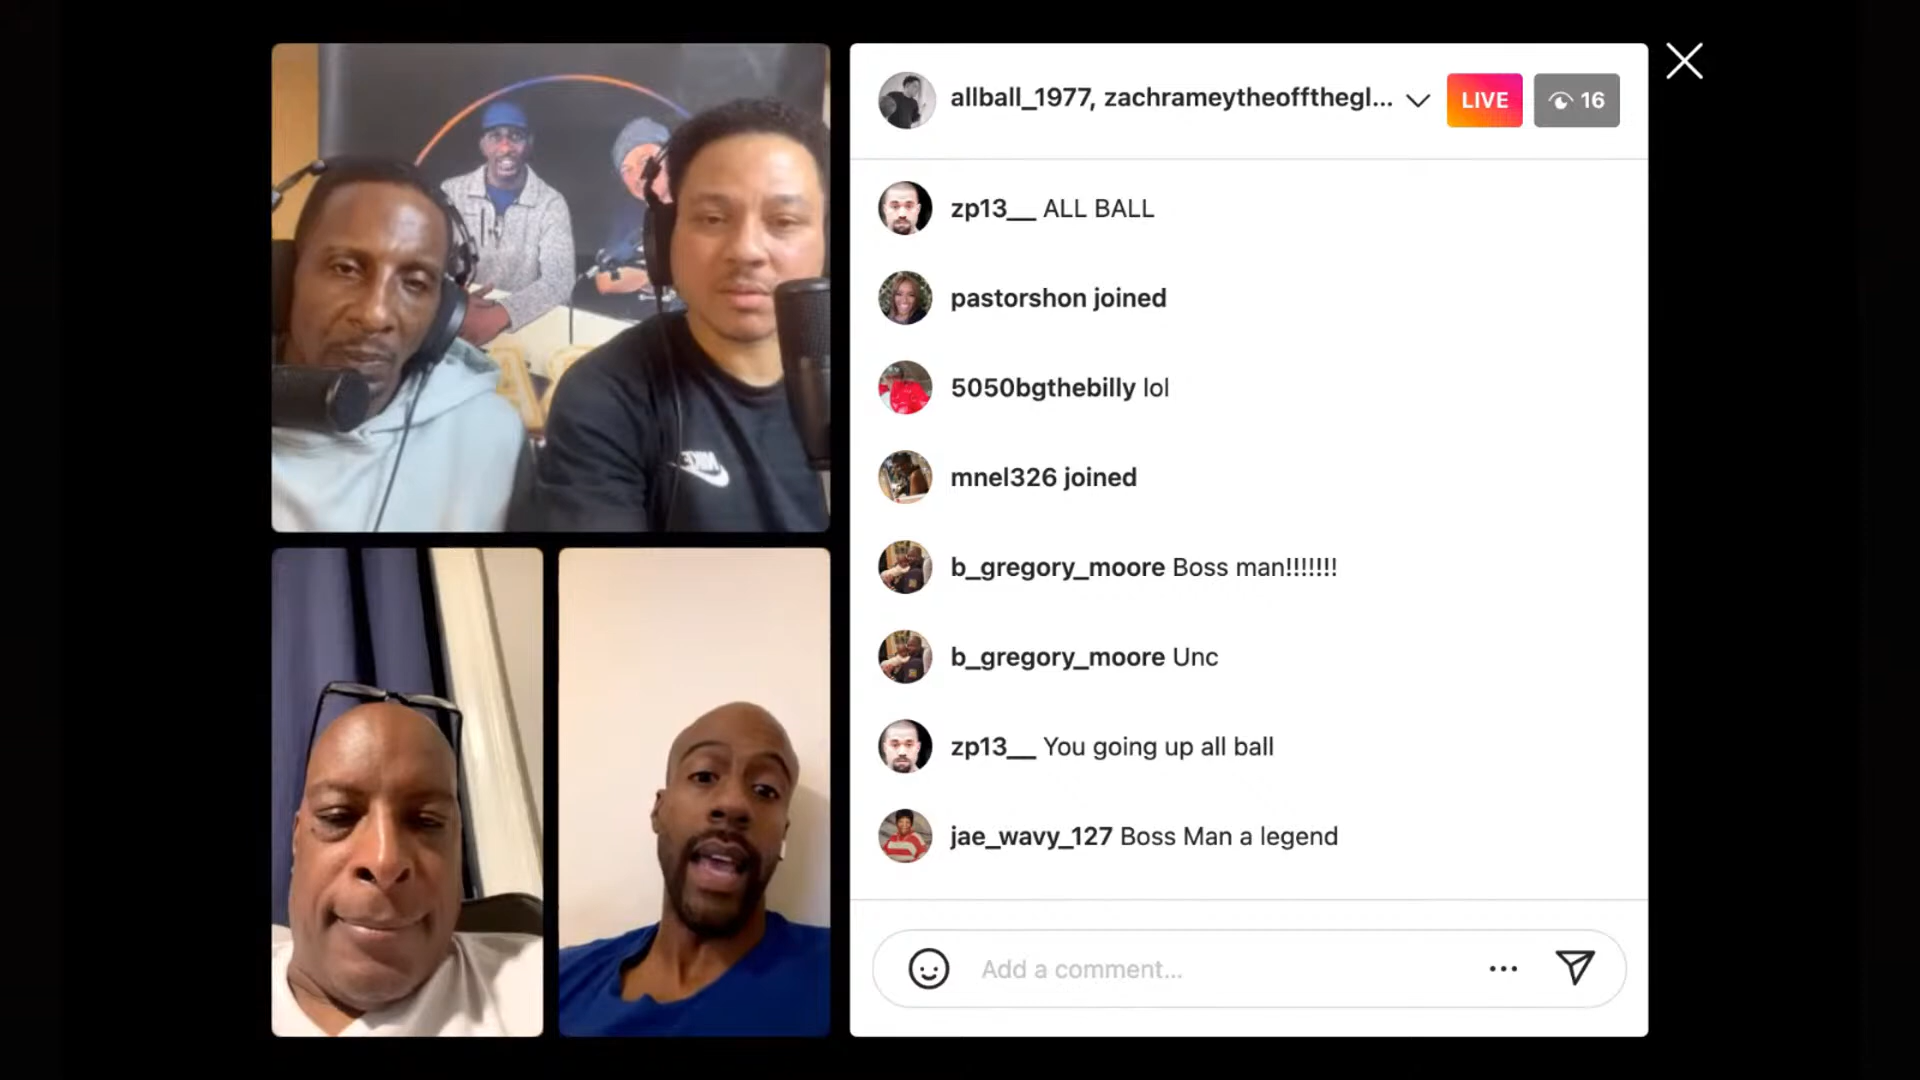 allball_1977, zachrameytheoffthegl...
LIVE
16
zp13__ ALL BALL
pastorshon joined
5050bgthebilly lol
mnel326 joined
b_gregory_moore Boss man!!!!!!!
b_gregory_moore Unc
zp13__ You going up all ball
jae_wavy_127 Boss Man a legend
Add a comment...
NIKE